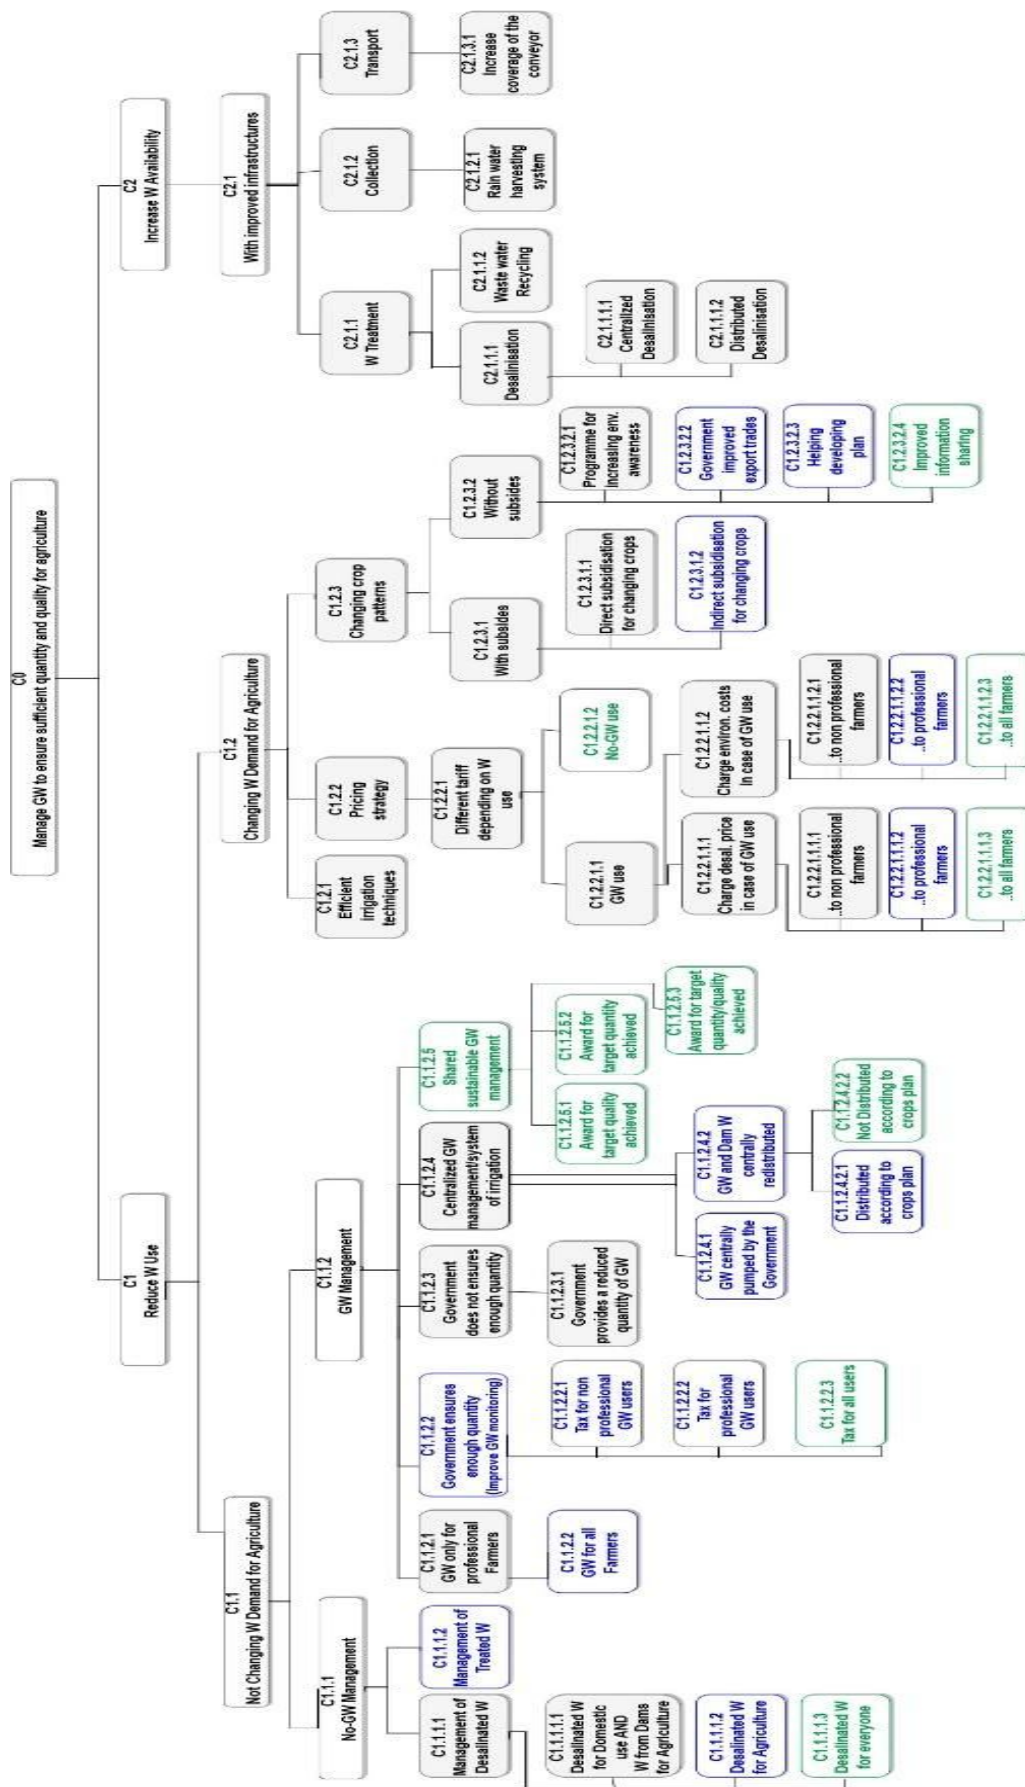 C0
Manage GW to ensure sufficient quantity and quality for agriculture
C1
Reduce W Use
C2
Increase W Availability
C1.1
Not Changing W Demand for Agriculture
C1.2
Changing W Demand for Agriculture
C2.1
With improved infrastructures
C1.1.1
No-GW Management
C1.1.2
GW Management
C1.2.1
Efficient
irrigation
techniques
C1.2.2
Pricing
strategy
C1.2.3
Changing crop
patterns
C2.1.1
W Treatment
C2.1.2
Collection
C2.1.3
Transport
C1.1.1.1
Management of
Desalinated W
C1.1.1.2
Management of
Treated W
C1.1.2.1
GW only for
professional
Farmers
C1.1.2.2
Government ensures
enough quantity
(Improve GW monitoring)
C1.1.2.3
Government
does not ensures
enough quantity
C1.1.2.4
Centralized GW
management/system
of irrigation
C1.1.2.5
Shared
sustainable GW
management
C1.2.2.1
Different tariff
depending on W
use
C1.2.3.1
With subsides
C1.2.3.2
Without
subsides
C2.1.1.1
Desalinisation
C2.1.1.2
Waste water
Recycling
C2.1.2.1
Rain water
harvesting
system
C2.1.3.1
Increase
coverage of the
conveyor
C1.1.1.1.1
Desalinated W
for Domestic
use AND
W from Dams
for Agriculture
C1.1.1.1.2
Desalinated W
for Agriculture
C1.1.1.1.3
Desalinated W
for everyone
C1.1.2.2
GW for all
Farmers
C1.1.2.2.1
Tax for non
professional
GW users
C1.1.2.2.2
Tax for
professional
GW users
C1.1.2.2.3
Tax for all users
C1.1.2.3.1
Government
provides a reduced
quantity of GW
C1.1.2.4.1
GW centrally
pumped by the
Government
C1.1.2.4.2
GW and Dam W
centrally
redistributed
C1.1.2.4.2.1
Distributed
according to
crops plan
C1.1.2.4.2.2
Not Distributed
according to
crops plan
C1.1.2.5.1
Award for
target quality
achieved
C1.1.2.5.2
Award for
target quantity
achieved
C1.1.2.5.3
Award for target
quantity/quality
achieved
C1.2.2.1.1
GW use
C1.2.2.1.2
No-GW use
C1.2.2.1.1.1
Charge desal. price
in case of GW use
C1.2.2.1.1.2
Charge environ. costs
In case of GW use
C1.2.2.1.1.1.1
..to non professional
farmers
C1.2.2.1.1.1.2
..to professional
farmers
C1.2.2.1.1.1.3
..to all farmers
C1.2.2.1.1.2.1
..to non professional
farmers
C1.2.2.1.1.2.2
..to professional
farmers
C1.2.2.1.1.2.3
..to all farmers
C1.2.3.1.1
Direct subsidisation
for changing crops
C1.2.3.1.2
Indirect subsidisation
for changing crops
C1.2.3.2.1
Programme for
Increasing env.
awareness
C1.2.3.2.2
Government
improved
export trades
C1.2.3.2.3
Helping
developing
plan
C1.2.3.2.4
Improved
information
sharing
C2.1.1.1.1
Centralized
Desalinisation
C2.1.1.1.2
Distributed
Desalinisation